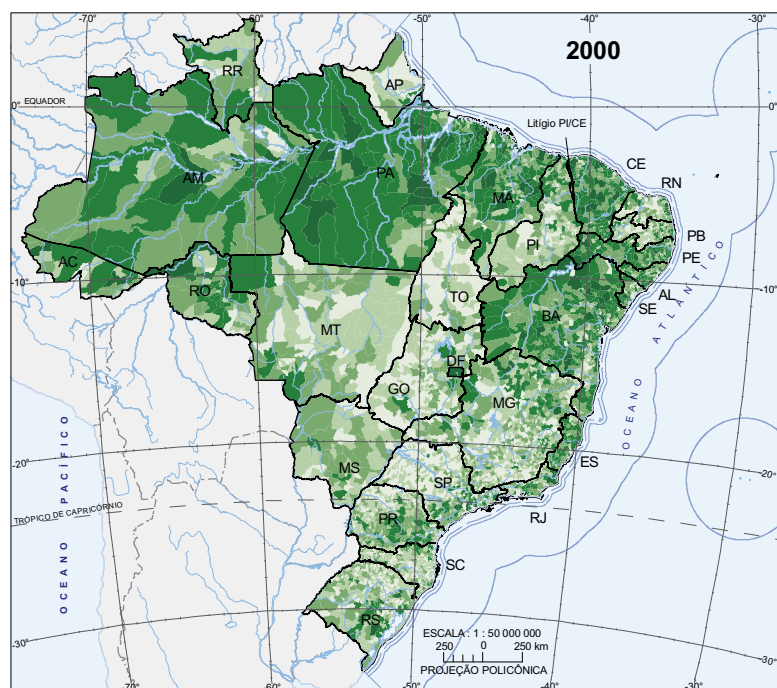 -70°
-60°
-50°
-40°
-30°
2000
RR
AP
EQUADOR
0°
0°
Litígio PI/CE
CE
RN
AM
PA
MA
PB
PI
PE
AC
-10°
RO
TO
AL
-10°
SE
BA
MT
DF
GO
MG
OCEANO ATLÂNTICO
OCEANO PACÍFICO
-20°
MS
ES
-20°
SP
TRÓPICO DE CAPRICÓRNIO
PR
RJ
SC
RS
ESCALA : 1 : 50 000 000
250 0 250 km
PROJEÇÃO POLICÔNICA
-30°
-30°
-70°
-60°
-50°
-40°
-30°